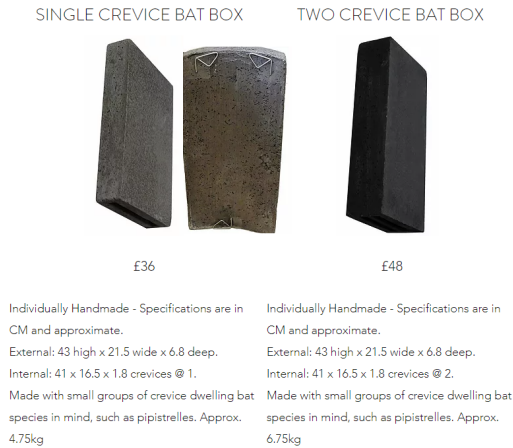 SINGLE CREVICE BAT BOX
TWO CREVICE BAT BOX
£36
£48
Individually Handmade - Specifications are in
CM and approximate.
External: 43 high x 21.5 wide x 6.8 deep.
Internal: 41 x 16.5 x 1.8 crevices @ 1.
Made with small groups of crevice dwelling bat
species in mind, such as pipistrelles. Approx.
4.75kg
Individually Handmade - Specifications are in
CM and approximate.
External: 43 high x 21.5 wide x 6.8 deep.
Internal: 41 x 16.5 x 1.8 crevices @ 2.
Made with small groups of crevice dwelling bat
species in mind, such as pipistrelles. Approx.
6.75kg